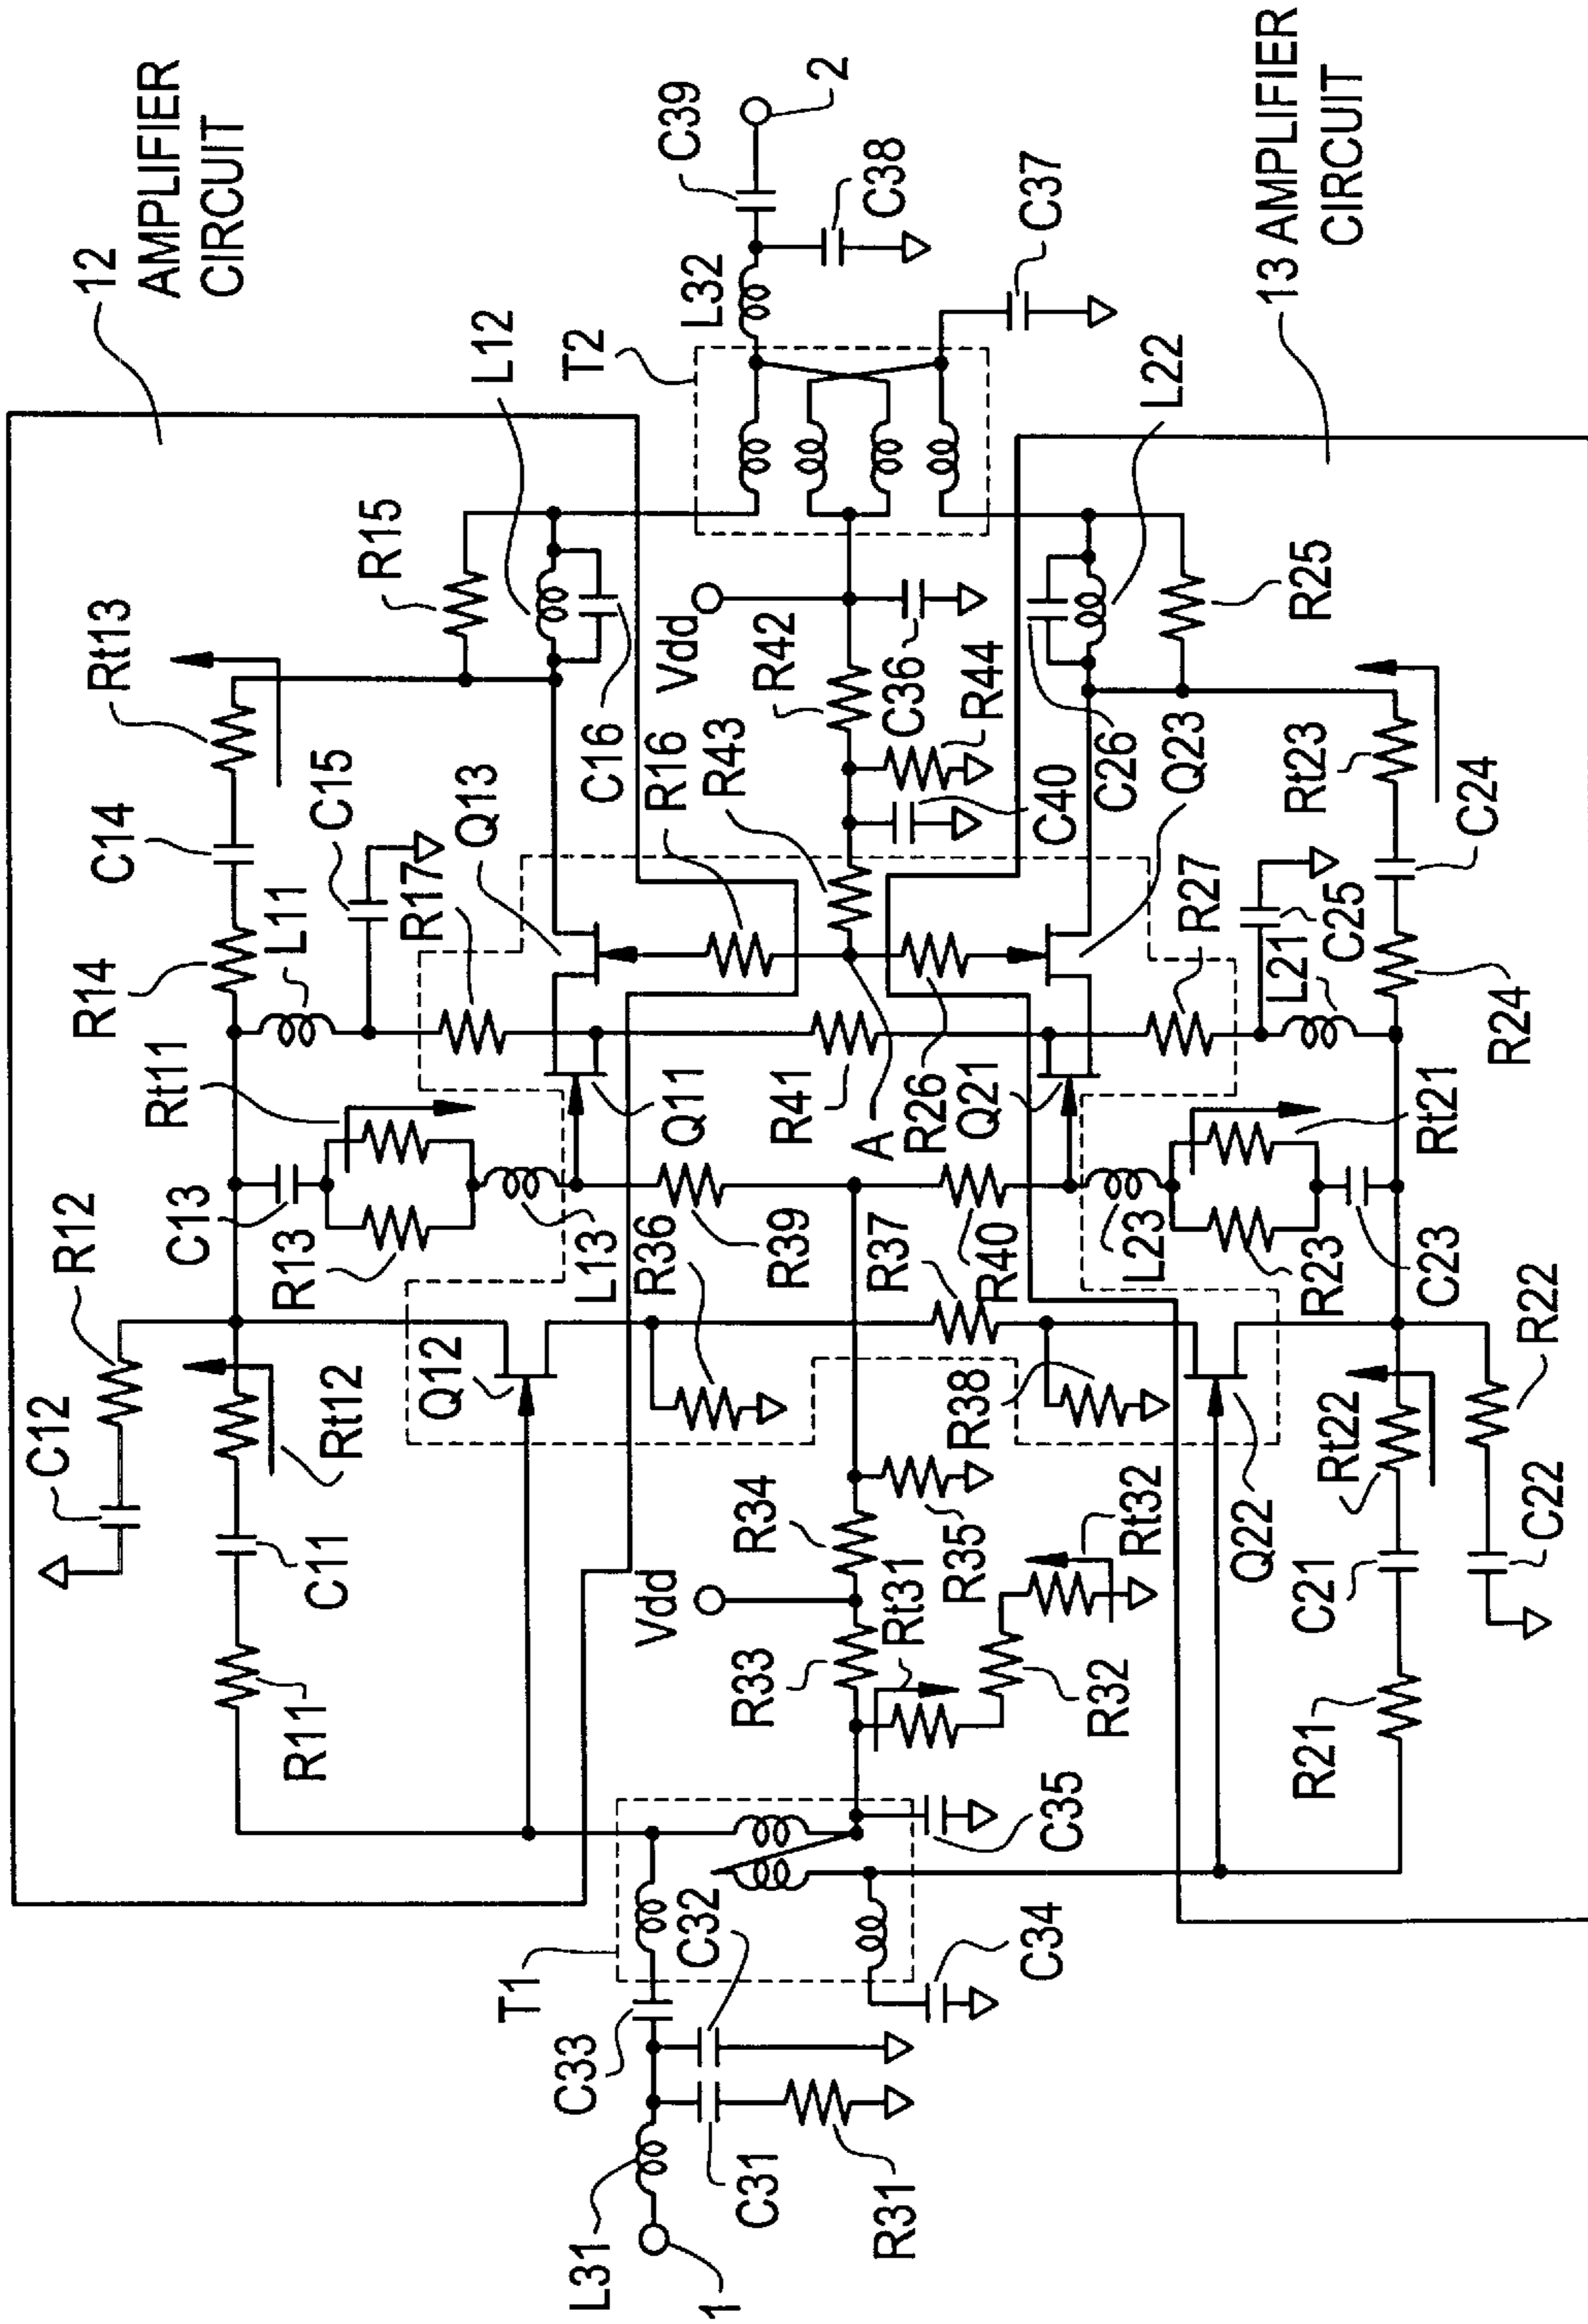 12
AMPLIFIER
CIRCUIT
C12
R12
C11
Rt12
R11
C13
R13
Rt11
R14
L11
C14
C15
R17
Rt13
R15
L12
Q12
L13
R36
Q11
Q13
R16
C16
T2
L32
C39
2
C38
C37
Vdd
R42
R43
C36
R44
C40
R39
R41
A
R26
R37
R40
Q21
R38
R34
R35
Vdd
R33
Rt31
R32
Rt32
T1
C33
C32
C31
L31
1
R31
C34
C35
C26
Q23
L22
13 AMPLIFIER
CIRCUIT
R27
L23
R23
C23
Rt21
L21
C25
R24
C24
Rt23
R25
Q22
Rt22
R22
C22
C21
R21